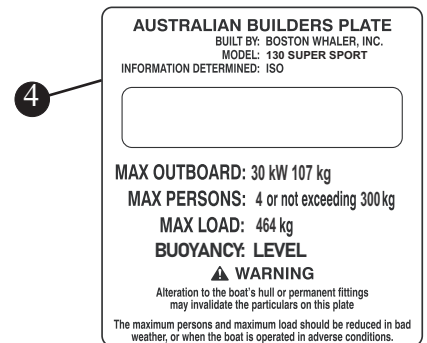 AUSTRALIAN BUILDERS PLATE
BUILT BY: BOSTON WHALER, INC.
MODEL: 130 SUPER SPORT
INFORMATION DETERMINED: ISO
4
MAX OUTBOARD: 30 kW 107 kg
MAX PERSONS: 4 or not exceeding 300 kg
MAX LOAD: 464 kg
BUOYANCY: LEVEL
WARNING
Alteration to the boat's hull or permanent fittings
may invalidate the particulars on this plate
The maximum persons and maximum load should be reduced in bad
weather, or when the boat is operated in adverse conditions.